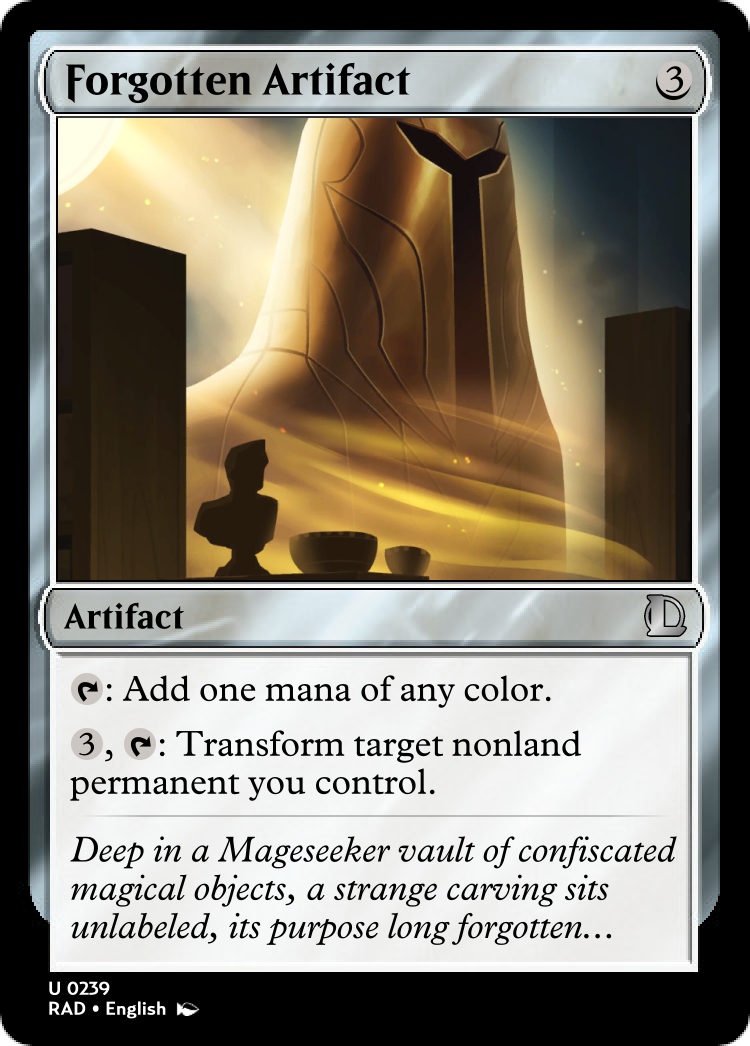 Forgotten Artifact 3
Artifact
: Add one mana of any color.
3, : Transform target nonland
permanent you control.
Deep in a Mageseeker vault of confiscated
magical objects, a strange carving sits
unlabeled, its purpose long forgotten...
U 0239
RAD • English